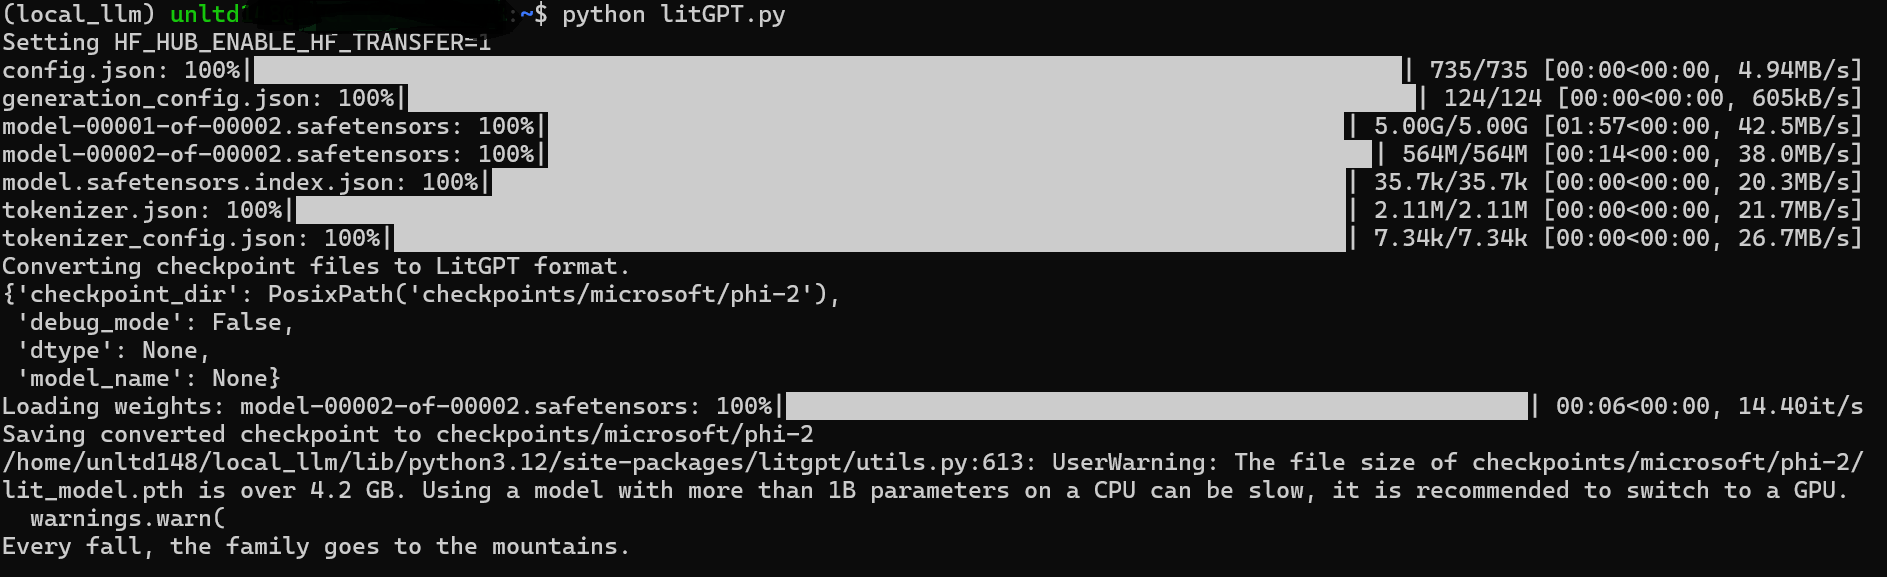 (local_llm) unltd :~$ python litGPT.py
Setting HF_HUB_ENABLE_HF_TRANSFER=1
config.json: 100%| | 735/735 [00:00<00:00, 4.94MB/s]
generation_config.json: 100%| | 124/124 [00:00<00:00, 605kB/s]
model-00001-of-00002.safetensors: 100%| | 5.00G/5.00G [01:57<00:00, 42.5MB/s]
model-00002-of-00002.safetensors: 100%| | 564M/564M [00:14<00:00, 38.0MB/s]
model.safetensors.index.json: 100%| | 35.7k/35.7k [00:00<00:00, 20.3MB/s]
tokenizer.json: 100%| | 2.11M/2.11M [00:00<00:00, 21.7MB/s]
tokenizer_config.json: 100%| | 7.34k/7.34k [00:00<00:00, 26.7MB/s]
Converting checkpoint files to LitGPT format.
{'checkpoint_dir': PosixPath('checkpoints/microsoft/phi-2'),
 'debug_mode': False,
 'dtype': None,
 'model_name': None}
Loading weights: model-00002-of-00002.safetensors: 100%| | 00:06<00:00, 14.40it/s
Saving converted checkpoint to checkpoints/microsoft/phi-2
/home/unltd148/local_llm/lib/python3.12/site-packages/litgpt/utils.py:613: UserWarning: The file size of checkpoints/microsoft/phi-2/
lit_model.pth is over 4.2 GB. Using a model with more than 1B parameters on a CPU can be slow, it is recommended to switch to a GPU.
  warnings.warn(
Every fall, the family goes to the mountains.